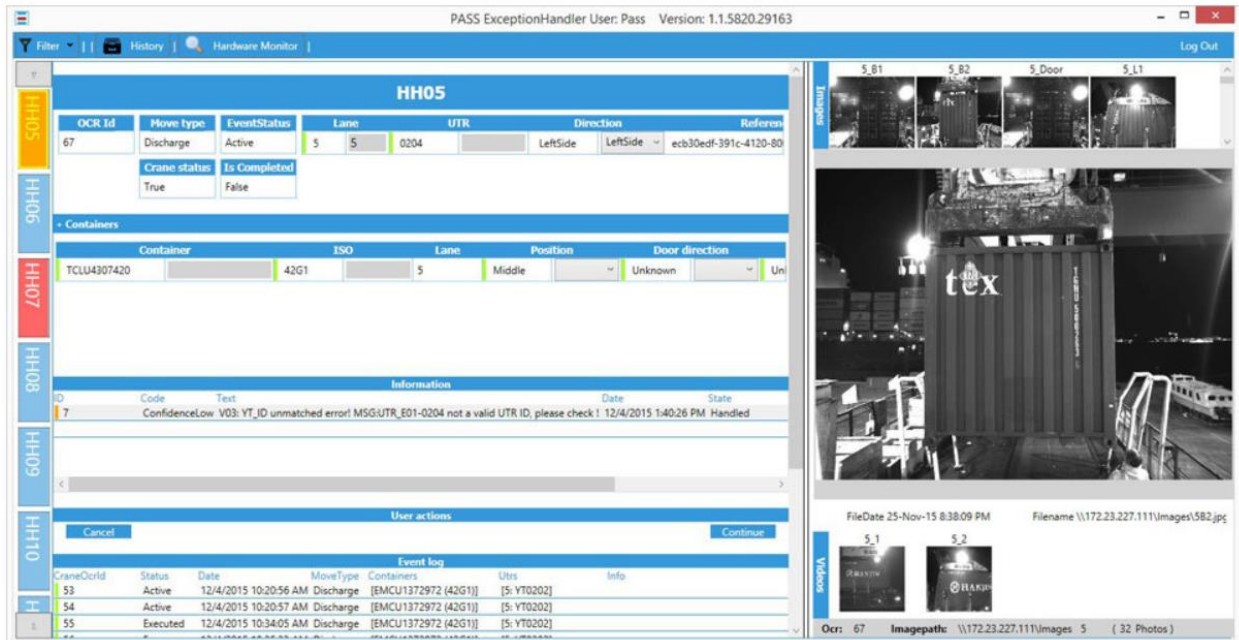 PASS ExceptionHandler User: Pass Version: 1.1.5820.29163
Filter | | History | Hardware Monitor |
Log Out
HH05
HH06
HH07
HH08
HH09
HH10
H
HH05
OCR Id Move type EventStatus Lane UTR Direction Referen
67 Discharge Active 5 5 0204 LeftSide LeftSide ecb30edf-391c-4120-80
Crane status Is Completed
True False
Containers
Container ISO Lane Position Door direction
TCLU4307420 42G1 5 Middle Unknown Unl
Information
ID Code Text Date State
7 ConfidenceLow V03: YT_ID unmatched error! MSG:UTR_E01-0204 not a valid UTR ID, please check ! 12/4/2015 1:40:26 PM Handled
User actions
Cancel Continue
Event log
CraneOcrId Status Date MoveType Containers Utrs Info
53 Active 12/4/2015 10:20:56 AM Discharge [EMCU1372972 (42G1)] [5: YT0202]
54 Active 12/4/2015 10:20:57 AM Discharge [EMCU1372972 (42G1)] [5: YT0202]
55 Executed 12/4/2015 10:34:05 AM Discharge [EMCU1372972 (42G1)] [5: YT0202]
Images
5_B1 5_B2 5_Door 5_L1
tex
FileDate 25-Nov-15 8:38:09 PM Filename \\172.23.227.111\Images\5B2.jpg
Videos
5_1 5_2
HANJIN
Ocr: 67 Imagepath: \\172.23.227.111\Images 5 ( 32 Photos )